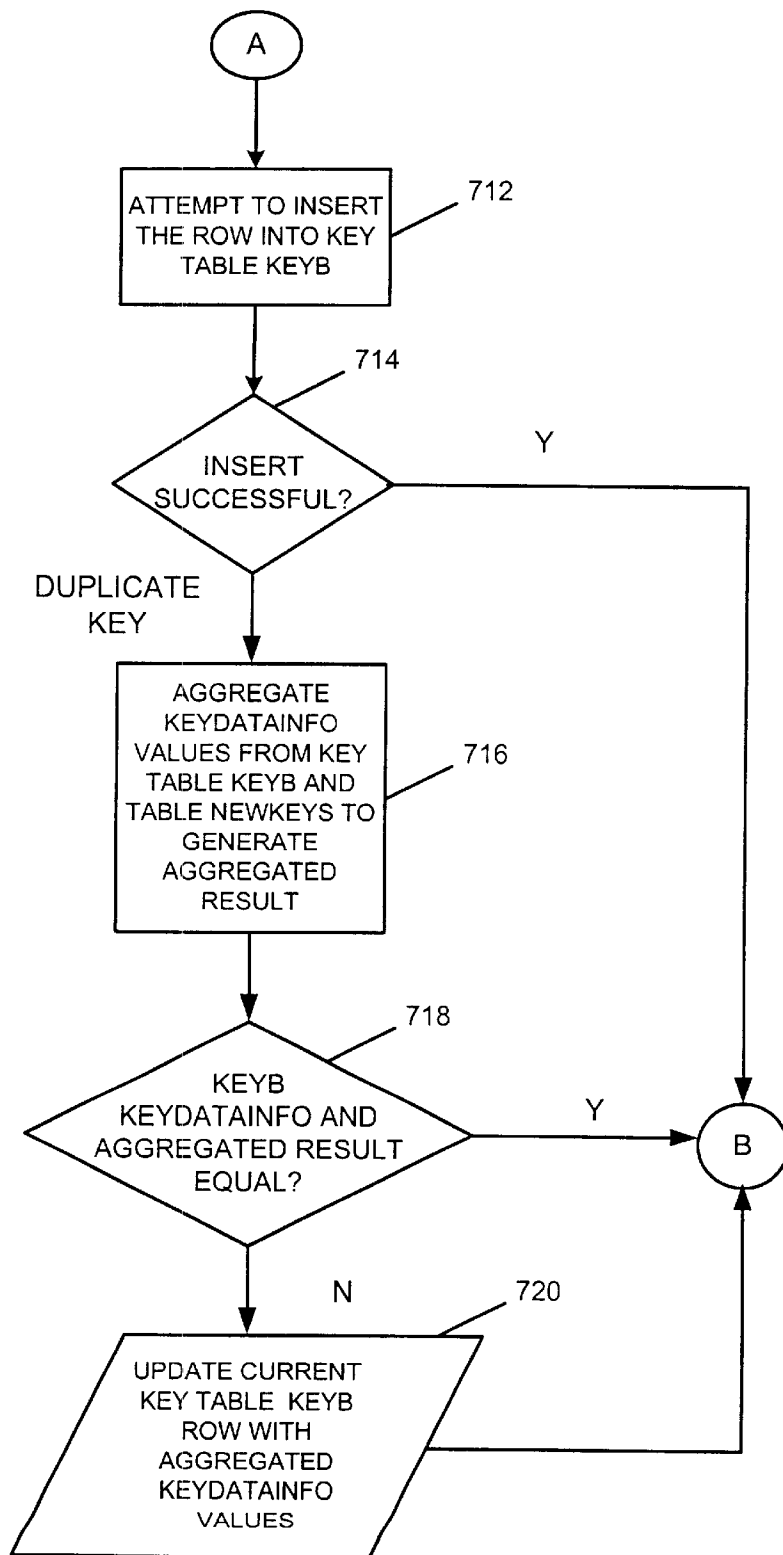 A
ATTEMPT TO INSERT
THE ROW INTO KEY
TABLE KEYB
712
714
INSERT
SUCCESSFUL?
Y
DUPLICATE
KEY
AGGREGATE
KEYDATAINFO
VALUES FROM KEY
TABLE KEYB AND
TABLE NEWKEYS TO
GENERATE
AGGREGATED
RESULT
716
718
KEYB
KEYDATAINFO AND
AGGREGATED RESULT
EQUAL?
Y
B
N
720
UPDATE CURRENT
KEY TABLE KEYB
ROW WITH
AGGREGATED
KEYDATAINFO
VALUES